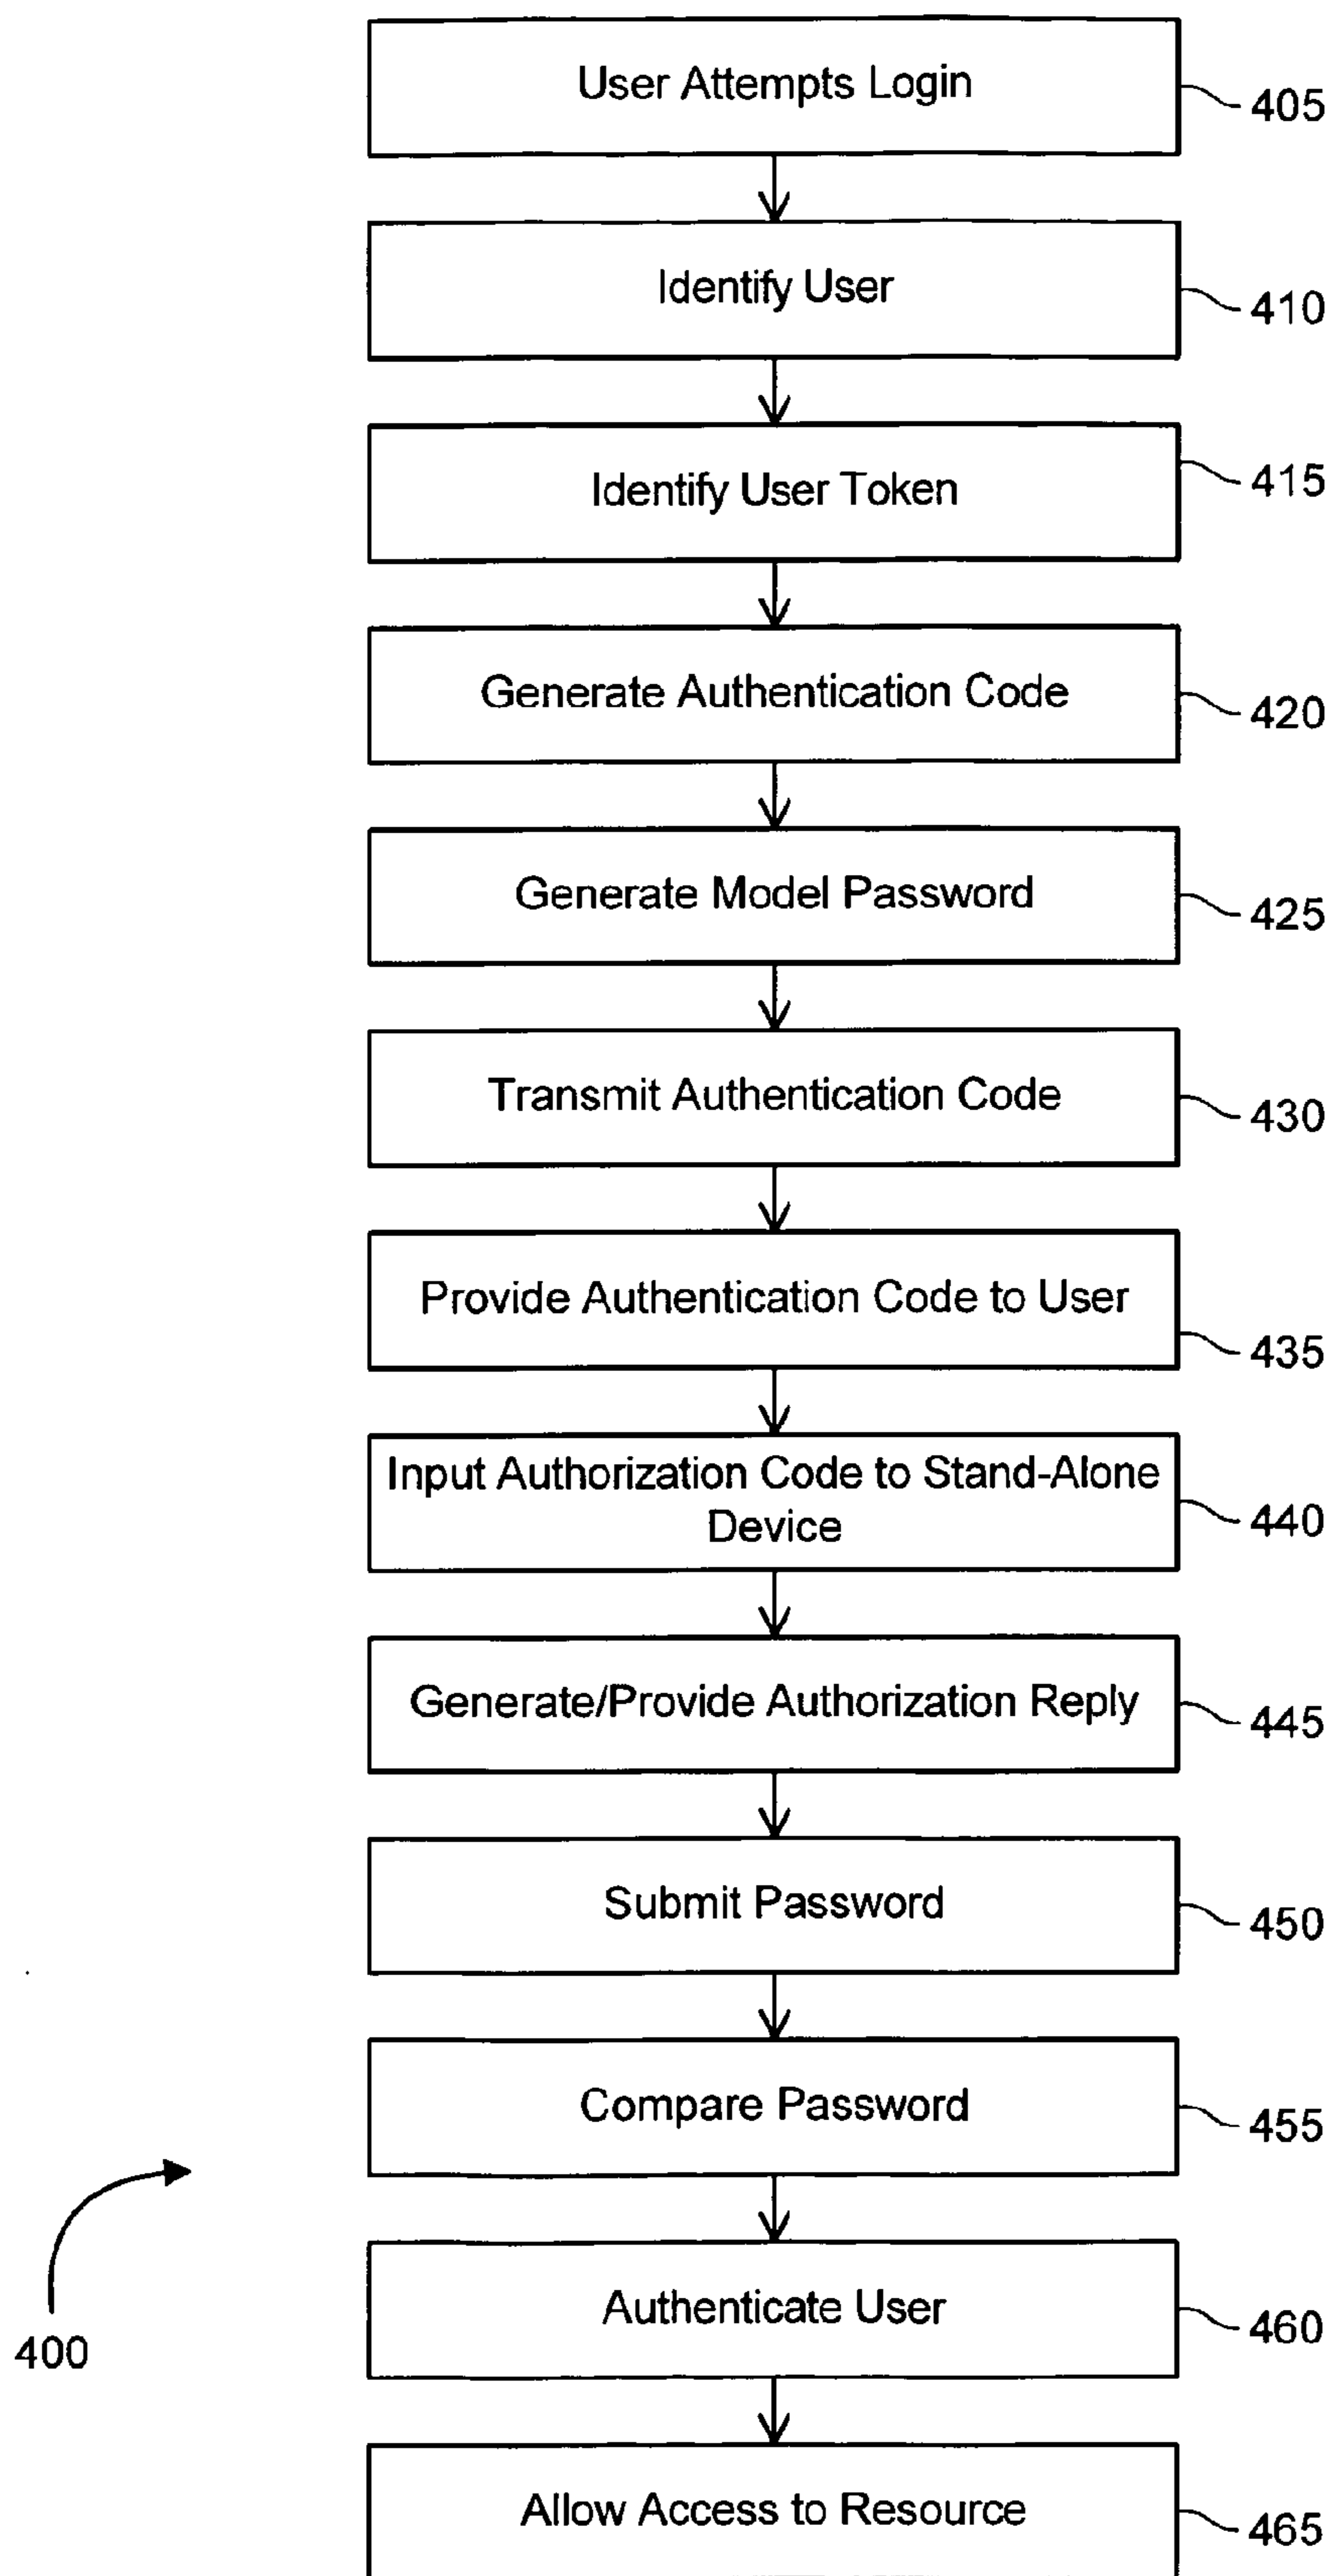 User Attempts Login
405
Identify User
410
Identify User Token
415
Generate Authentication Code
420
Generate Model Password
425
Transmit Authentication Code
430
Provide Authentication Code to User
435
Input Authorization Code to Stand-Alone
Device
440
Generate/Provide Authorization Reply
445
Submit Password
450
Compare Password
455
Authenticate User
460
400
Allow Access to Resource
465